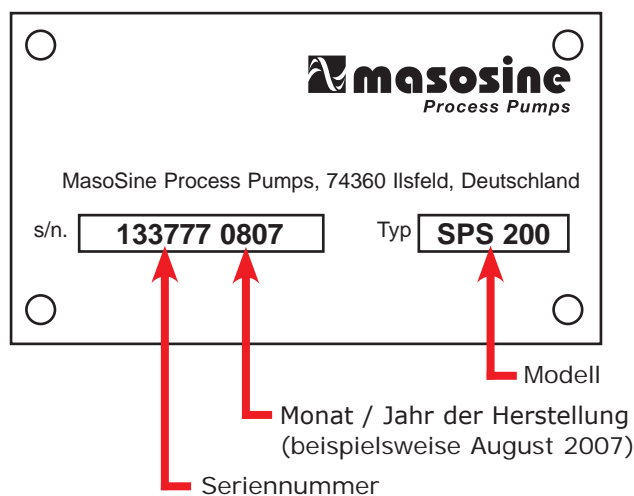 masosine
Process Pumps
MasoSine Process Pumps, 74360 Ilsfeld, Deutschland
s/n. 133777 0807 Typ SPS 200
Modell
Monat / Jahr der Herstellung
(beispielsweise August 2007)
Seriennummer